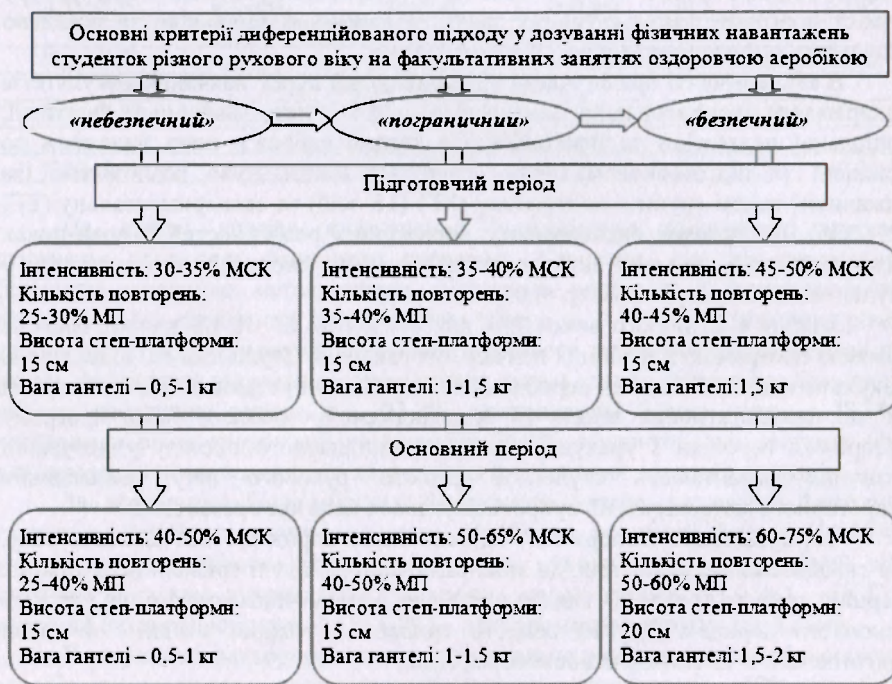 Основні критерії диференційованого підходу у дозуванні фізичних навантажень
студенток різного рухового віку на факультативних заняттях оздоровчою аеробікою
«небезпечний»
«пограничний»
«безпечний»
Підготовчий період
Інтенсивність: 30-35% МСК
Кількість повторень:
25-30% МП
Висота степ-платформи:
15 см
Вага гантелі – 0,5-1 кг
Інтенсивність: 35-40% МСК
Кількість повторень:
35-40% МП
Висота степ-платформи:
15 см
Вага гантелі: 1-1,5 кг
Інтенсивність: 45-50% МСК
Кількість повторень:
40-45% МП
Висота степ-платформи:
15 см
Вага гантелі:1,5 кг
Основний період
Інтенсивність: 40-50% МСК
Кількість повторень:
25-40% МП
Висота степ-платформи:
15 см
Вага гантелі – 0,5-1 кг
Інтенсивність: 50-65% МСК
Кількість повторень:
40-50% МП
Висота степ-платформи:
15 см
Вага гантелі: 1-1,5 кг
Інтенсивність: 60-75% МСК
Кількість повторень:
50-60% МП
Висота степ-платформи:
20 см
Вага гантелі: 1,5-2 кг